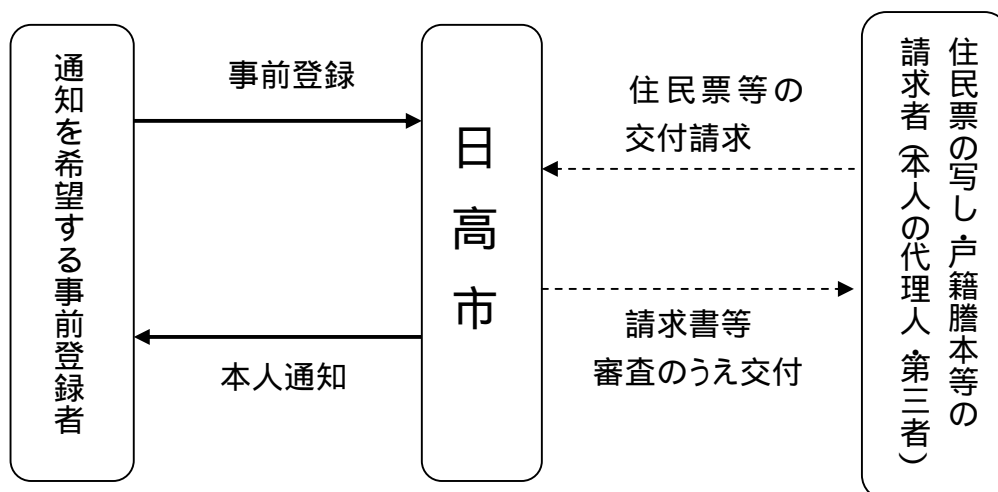 通知を希望する事前登録者
事前登録
本人通知
日高市
住民票等の
交付請求
請求書等
審査のうえ交付
住民票の写し・戸籍謄本等の
請求者(本人の代理人・第三者)